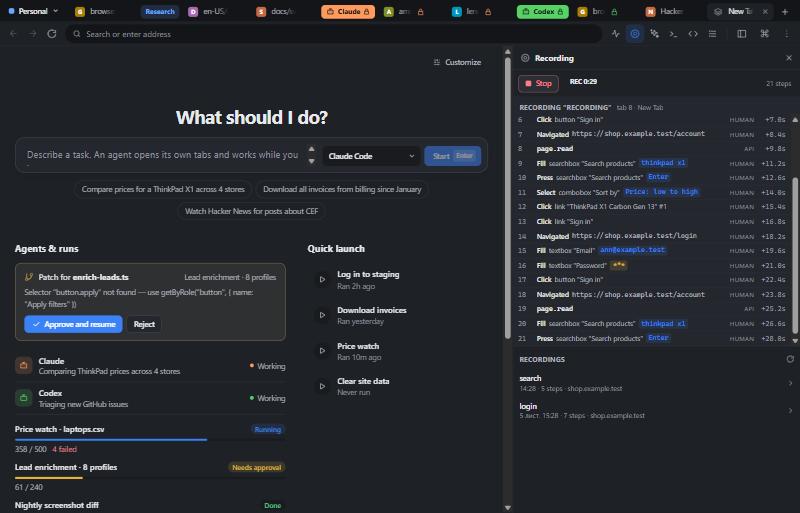 Personal
G browse
Research
D en-US/
S docs/
Claude
A am
L len
Codex
G bro
N Hacker
New Ta
Search or enter address
Customize
What should I do?
Describe a task. An agent opens its own tabs and works while you
Claude Code
Start Enter
Compare prices for a ThinkPad X1 across 4 stores
Download all invoices from billing since January
Watch Hacker News for posts about CEF
Agents & runs
Patch for enrich-leads.ts
Lead enrichment · 8 profiles
Selector "button.apply" not found — use getByRole("button", { name:
"Apply filters" })
Approve and resume
Reject
Claude
Comparing ThinkPad prices across 4 stores
Working
Codex
Triaging new GitHub issues
Working
Price watch · laptops.csv
Running
358 / 500 4 failed
Lead enrichment · 8 profiles
Needs approval
61 / 240
Nightly screenshot diff
Done
Quick launch
Log in to staging
Ran 2h ago
Download invoices
Ran yesterday
Price watch
Ran 10m ago
Clear site data
Never run
Recording
Stop
REC 0:29
21 steps
RECORDING "RECORDING" tab 8 · New Tab
6 Click button "Sign in" HUMAN +7.0s
7 Navigated https://shop.example.test/account HUMAN +8.4s
8 page.read API +9.8s
9 Fill searchbox "Search products" thinkpad x1 HUMAN +11.2s
10 Press searchbox "Search products" Enter HUMAN +12.6s
11 Select combobox "Sort by" Price: low to high HUMAN +14.0s
12 Click link "ThinkPad X1 Carbon Gen 13" #1 HUMAN +15.4s
13 Click link "Sign in" HUMAN +16.8s
14 Navigated https://shop.example.test/login HUMAN +18.2s
15 Fill textbox "Email" ann@example.test HUMAN +19.6s
16 Fill textbox "Password" *** HUMAN +21.0s
17 Click button "Sign in" HUMAN +22.4s
18 Navigated https://shop.example.test/account HUMAN +23.8s
19 page.read API +25.2s
20 Fill searchbox "Search products" thinkpad x1 HUMAN +26.6s
21 Press searchbox "Search products" Enter HUMAN +28.0s
RECORDINGS
search
14:28 · 5 steps · shop.example.test
login
5 лист. 15:28 · 7 steps · shop.example.test